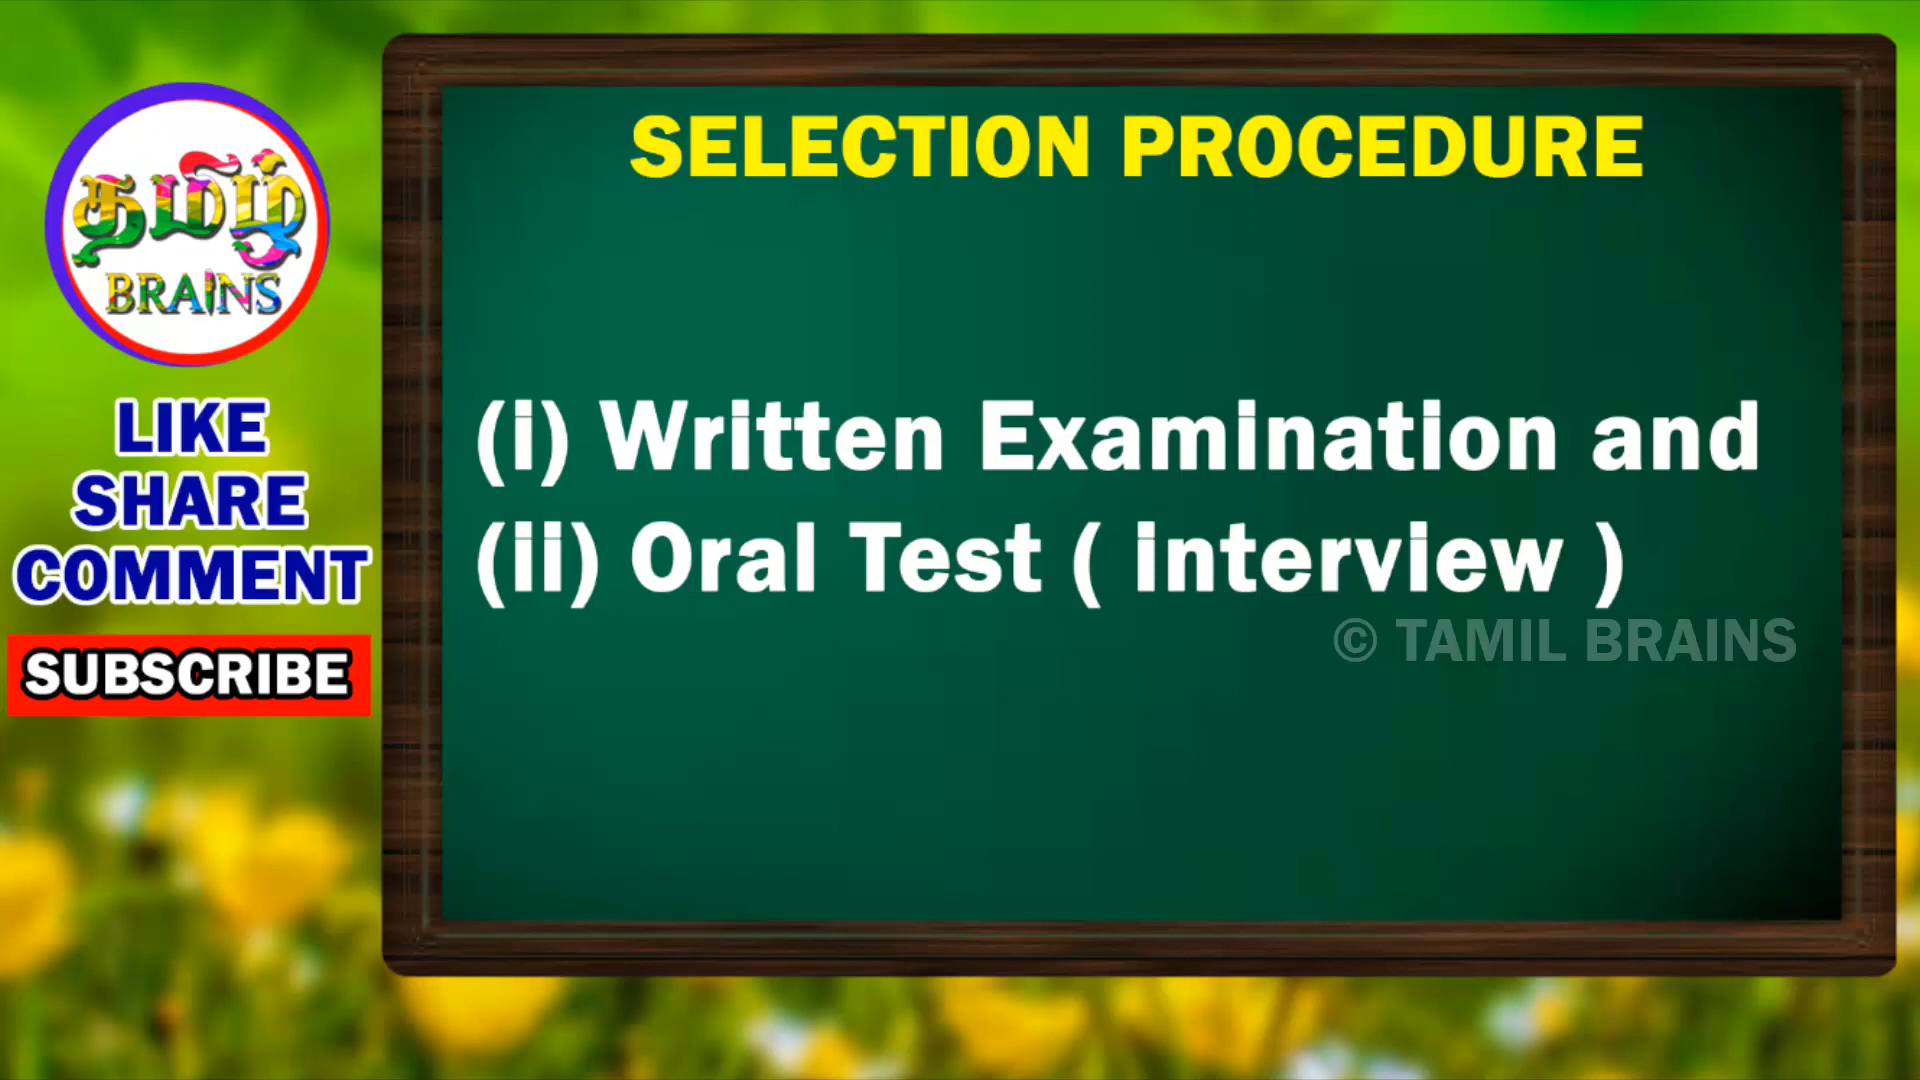 தமிழ்
BRAINS
LIKE
SHARE
COMMENT
SUBSCRIBE
SELECTION PROCEDURE
(i) Written Examination and
(ii) Oral Test ( interview )
© TAMIL BRAINS